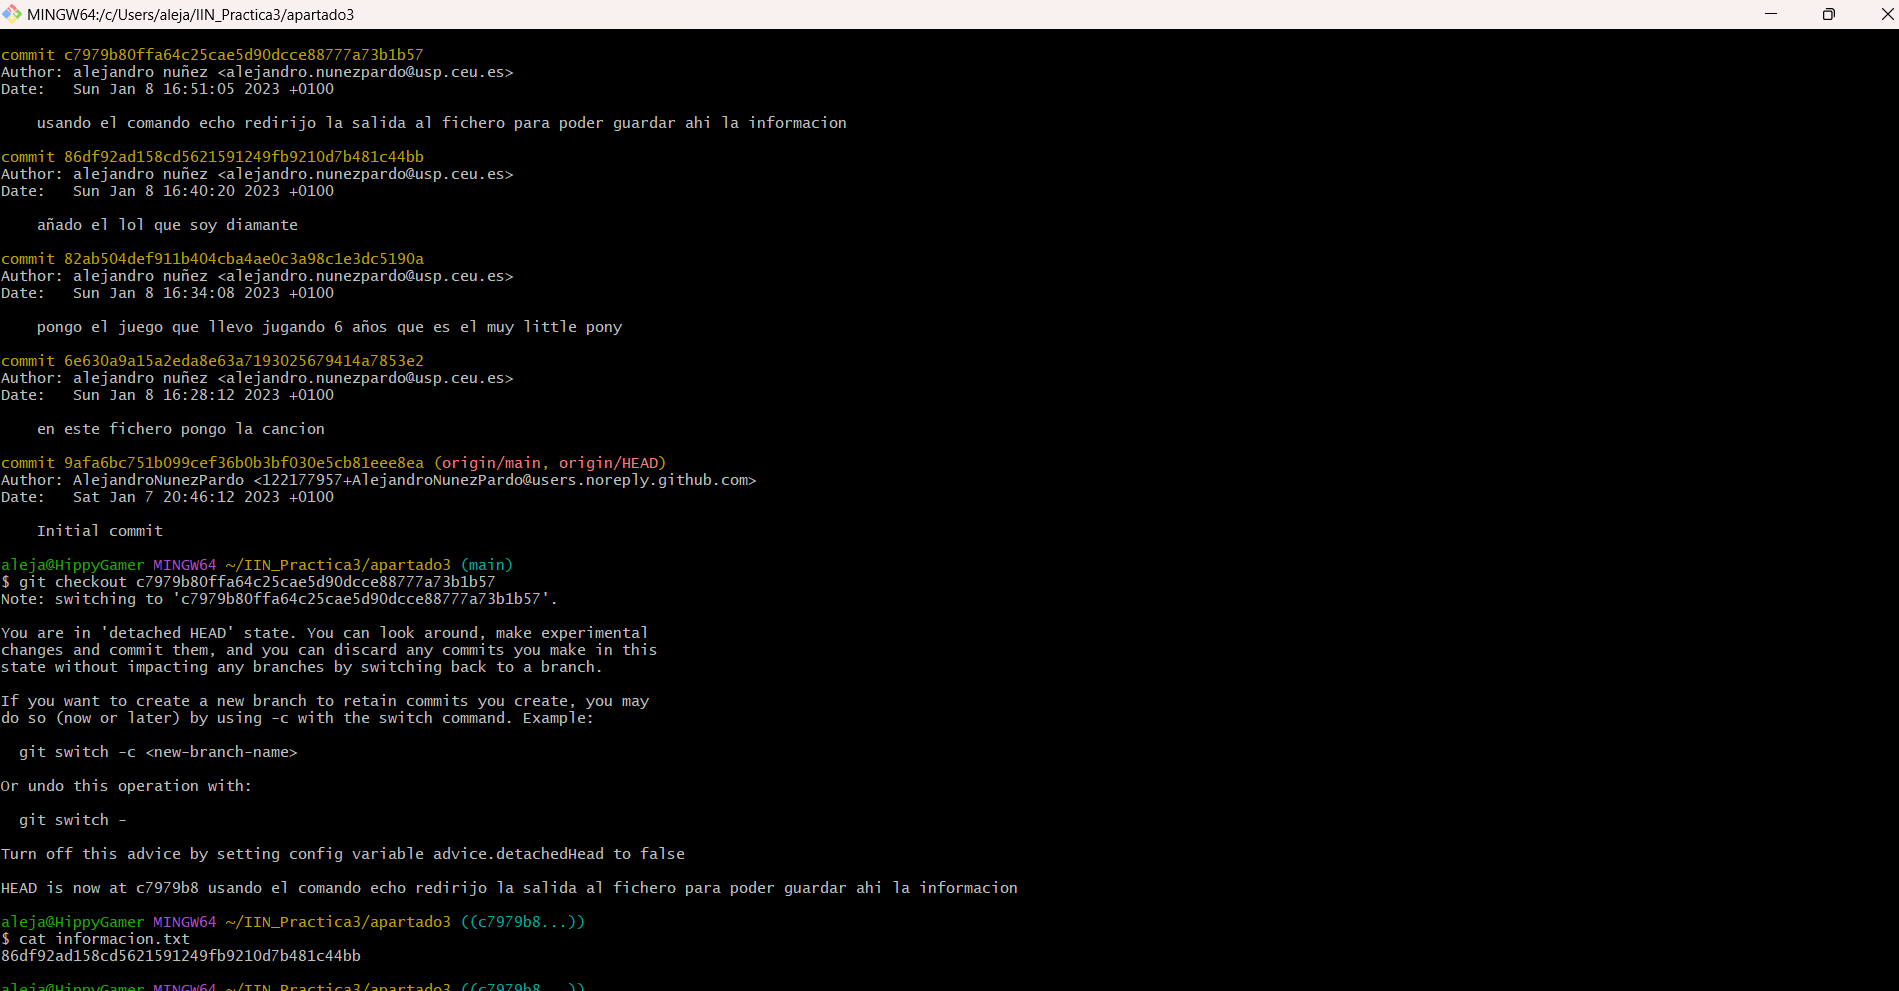 MINGW64:/c/Users/aleja/IIN_Practica3/apartado3
commit c7979b80ffa64c25cae5d90dcce88777a73b1b57
Author: alejandro nuñez <alejandro.nunezpardo@usp.ceu.es>
Date:   Sun Jan 8 16:51:05 2023 +0100
usando el comando echo redirijo la salida al fichero para poder guardar ahi la informacion
commit 86df92ad158cd5621591249fb9210d7b481c44bb
Author: alejandro nuñez <alejandro.nunezpardo@usp.ceu.es>
Date:   Sun Jan 8 16:40:20 2023 +0100
añado el lol que soy diamante
commit 82ab504def911b404cba4ae0c3a98c1e3dc5190a
Author: alejandro nuñez <alejandro.nunezpardo@usp.ceu.es>
Date:   Sun Jan 8 16:34:08 2023 +0100
pongo el juego que llevo jugando 6 años que es el muy little pony
commit 6e630a9a15a2eda8e63a7193025679414a7853e2
Author: alejandro nuñez <alejandro.nunezpardo@usp.ceu.es>
Date:   Sun Jan 8 16:28:12 2023 +0100
en este fichero pongo la cancion
commit 9afa6bc751b099cef36b0b3bf030e5cb81eee8ea (origin/main, origin/HEAD)
Author: AlejandroNunezPardo <122177957+AlejandroNunezPardo@users.noreply.github.com>
Date:   Sat Jan 7 20:46:12 2023 +0100
Initial commit
aleja@HippyGamer MINGW64 ~/IIN_Practica3/apartado3 (main)
$ git checkout c7979b80ffa64c25cae5d90dcce88777a73b1b57
Note: switching to 'c7979b80ffa64c25cae5d90dcce88777a73b1b57'.
You are in 'detached HEAD' state. You can look around, make experimental
changes and commit them, and you can discard any commits you make in this
state without impacting any branches by switching back to a branch.
If you want to create a new branch to retain commits you create, you may
do so (now or later) by using -c with the switch command. Example:
git switch -c <new-branch-name>
Or undo this operation with:
git switch -
Turn off this advice by setting config variable advice.detachedHead to false
HEAD is now at c7979b8 usando el comando echo redirijo la salida al fichero para poder guardar ahi la informacion
aleja@HippyGamer MINGW64 ~/IIN_Practica3/apartado3 ((c7979b8...))
$ cat informacion.txt
86df92ad158cd5621591249fb9210d7b481c44bb
aleja@HippyGamer MINGW64 ~/IIN_Practica3/apartado3 ((c7979b8...))